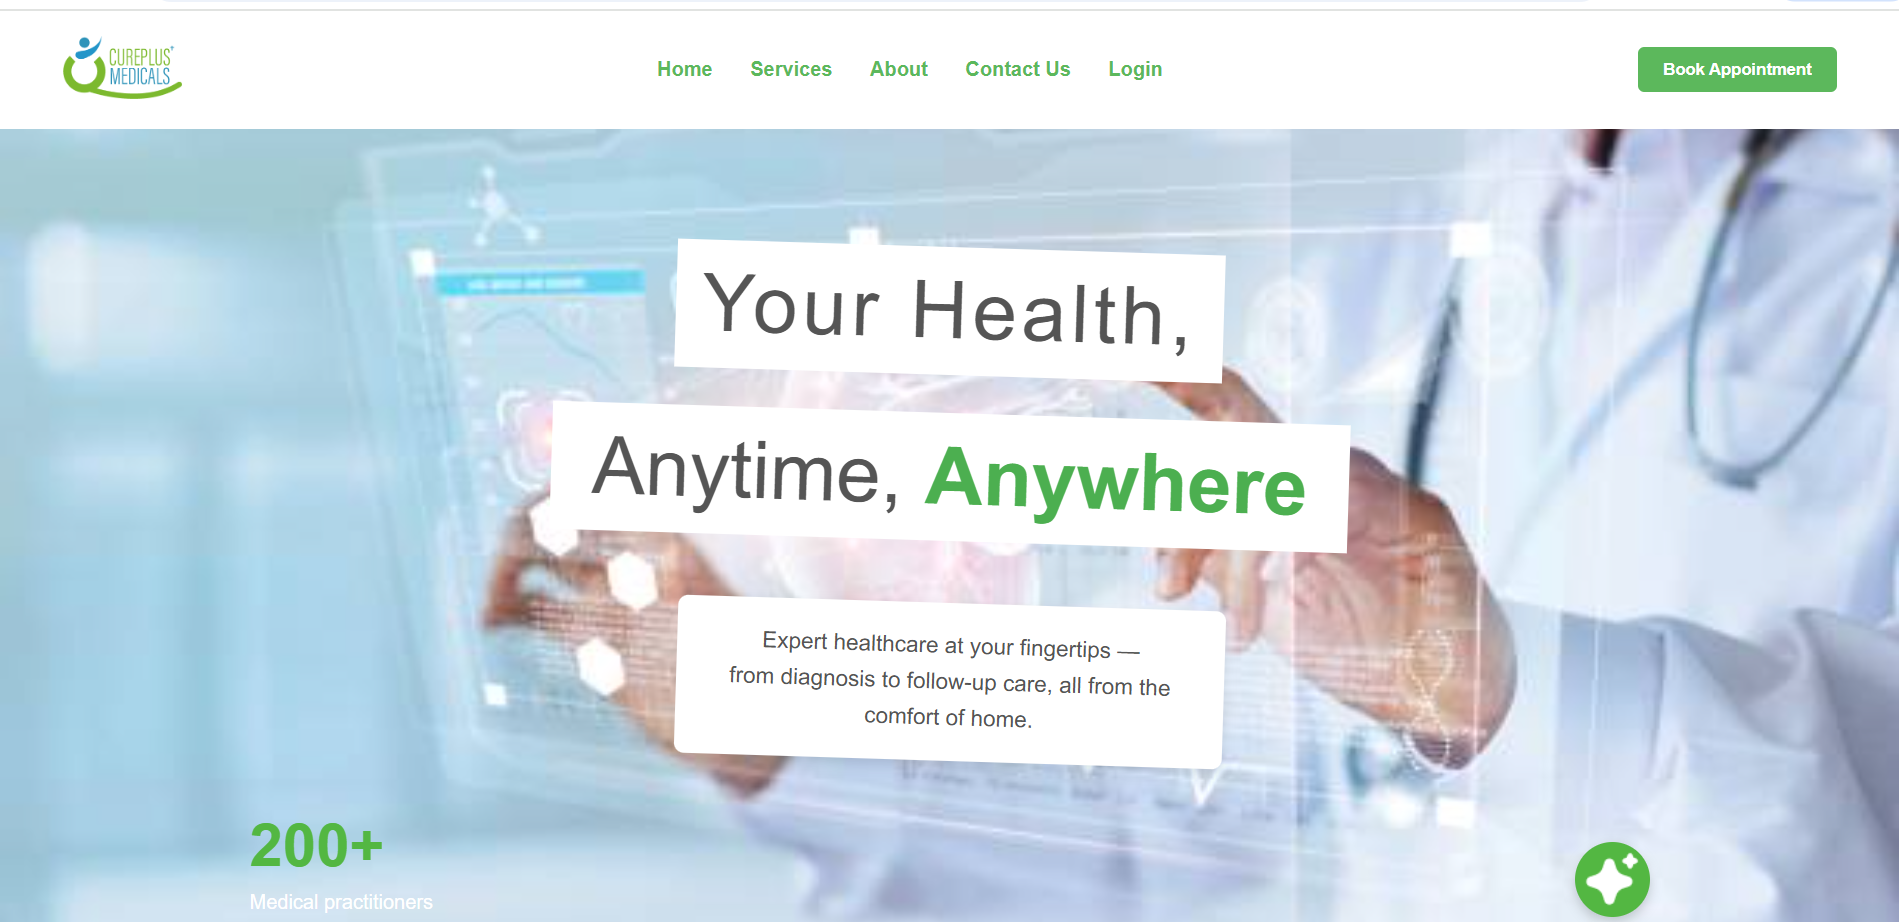 CUREPLUS+
MEDICALS
Home
Services
About
Contact Us
Login
Book Appointment
Your Health,
Anytime, Anywhere
Expert healthcare at your fingertips —
from diagnosis to follow-up care, all from the
comfort of home.
200+
Medical practitioners